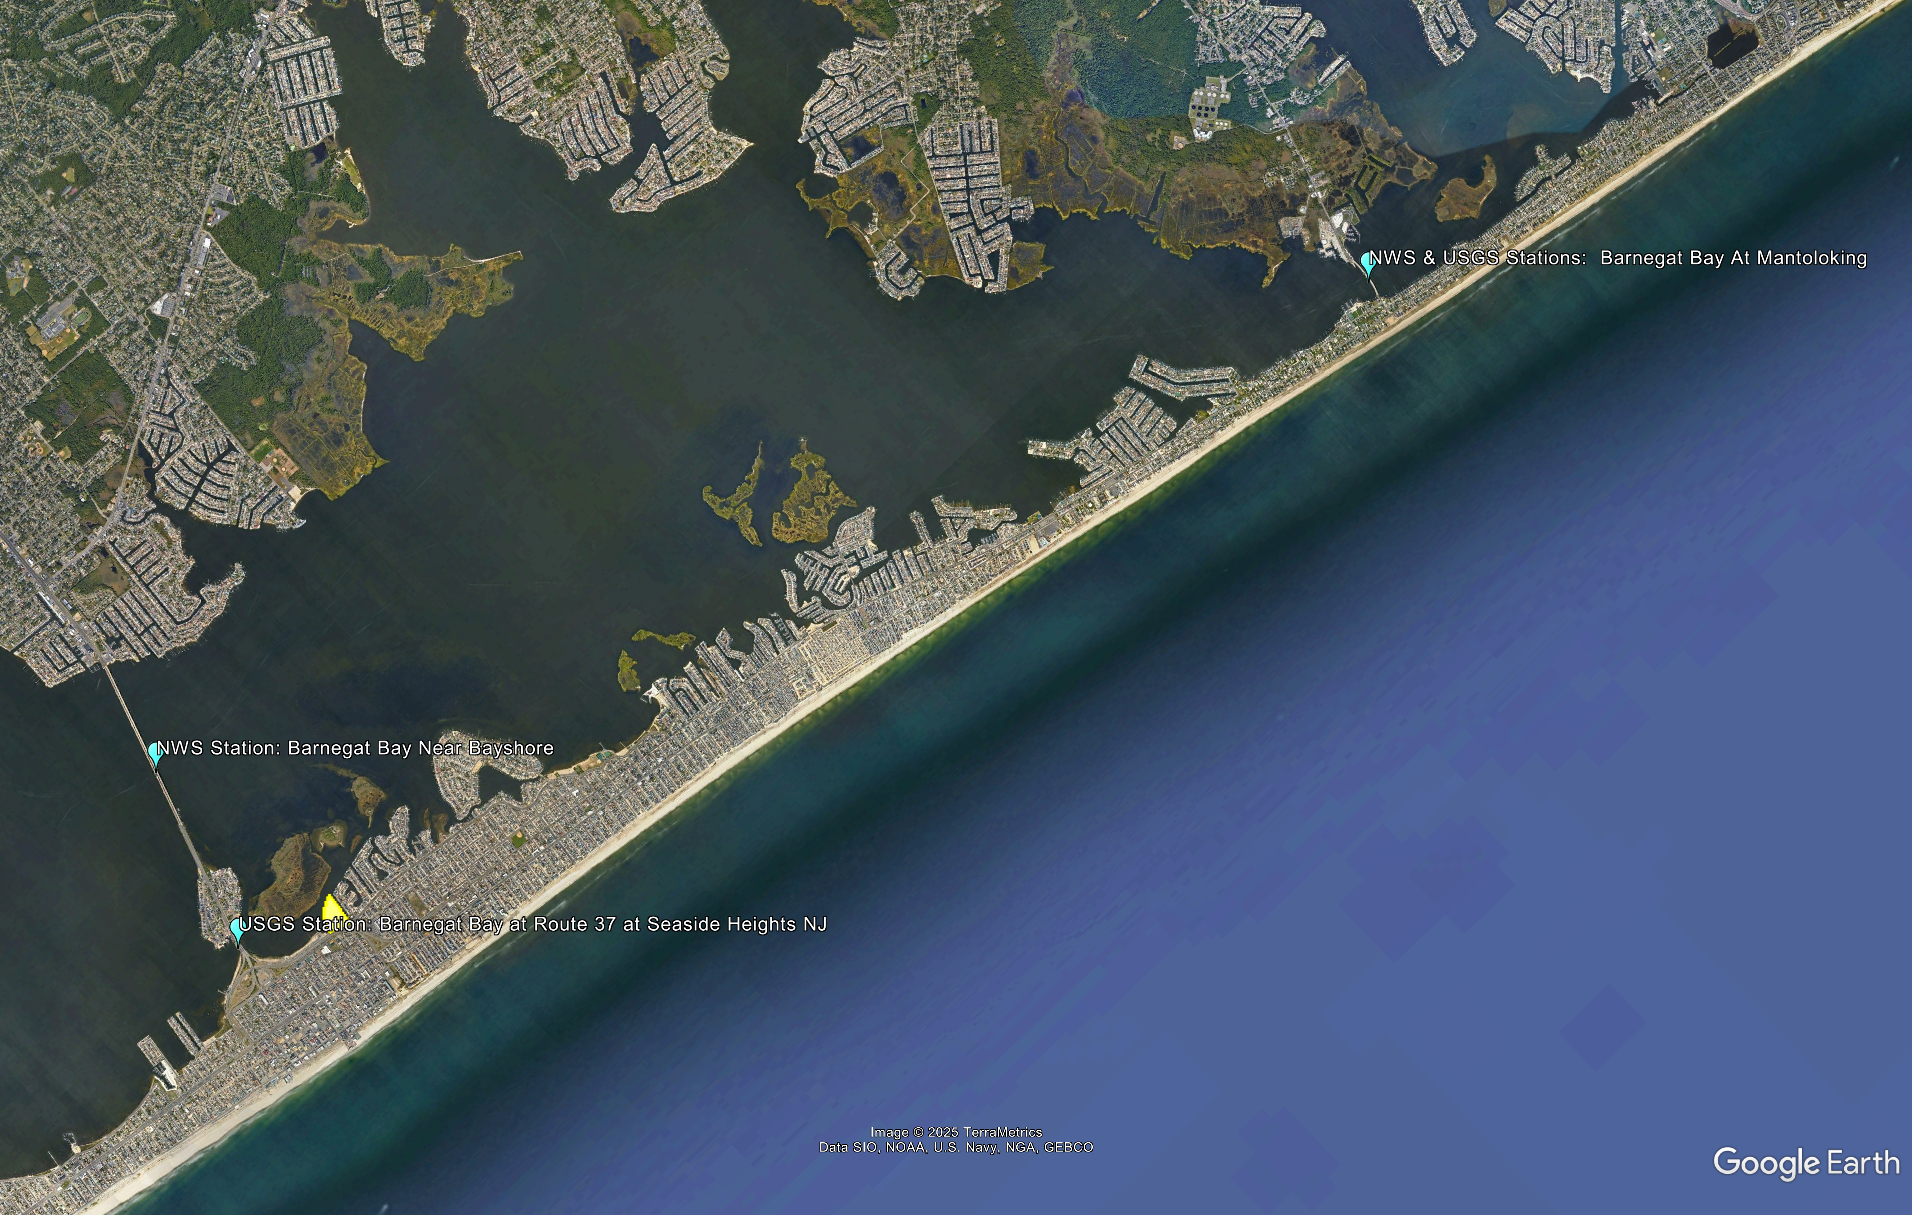 NWS & USGS Stations:  Barnegat Bay At Mantoloking
NWS Station: Barnegat Bay Near Bayshore
USGS Station: Barnegat Bay at Route 37 at Seaside Heights NJ
Image © 2025 TerraMetrics
Data SIO, NOAA, U.S. Navy, NGA, GEBCO
Google Earth